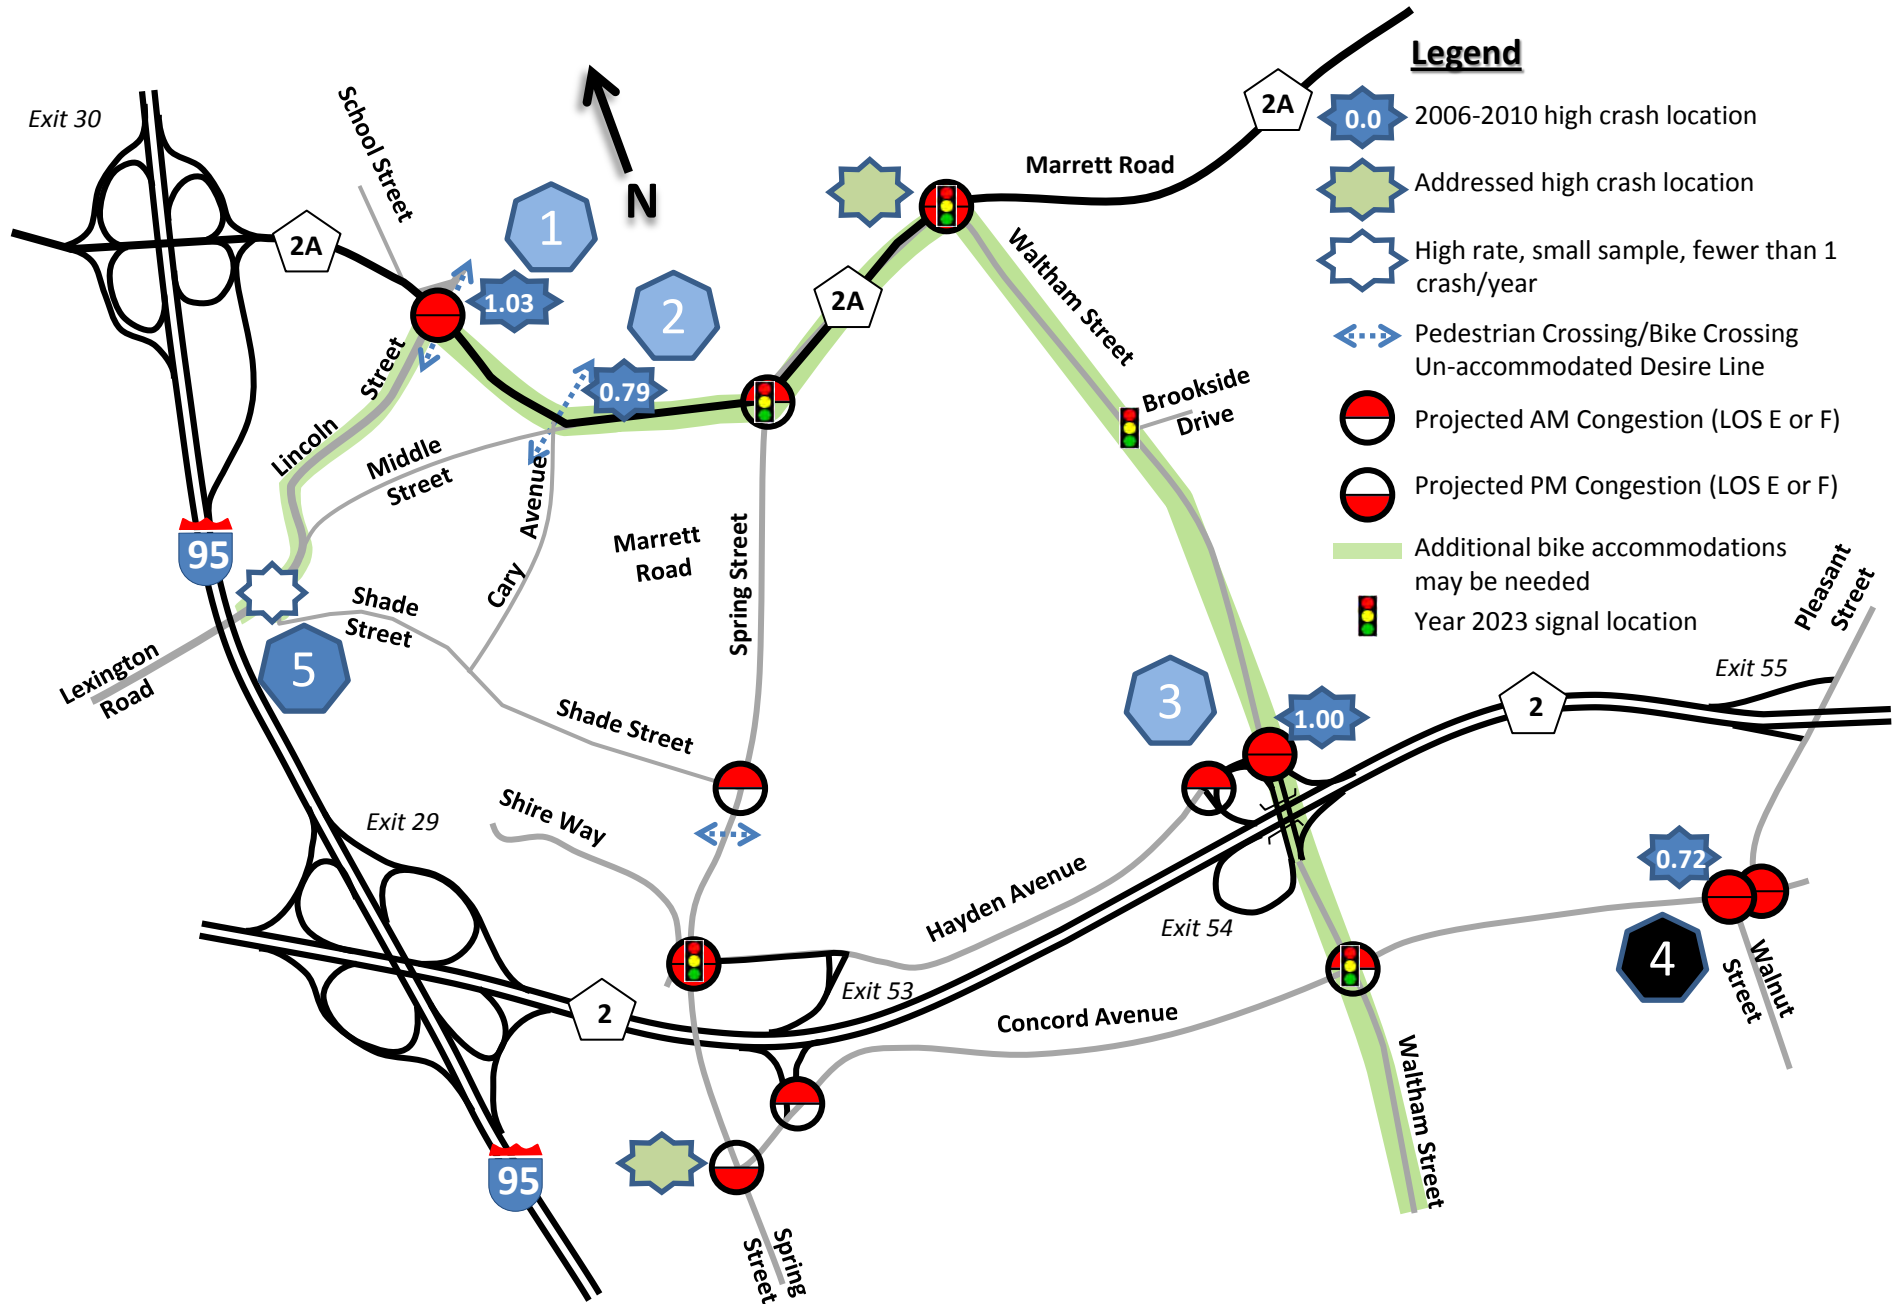 Legend
0.0
2006-2010 high crash location
Addressed high crash location
High rate, small sample, fewer than 1
crash/year
Pedestrian Crossing/Bike Crossing
Un-accommodated Desire Line
Projected AM Congestion (LOS E or F)
Projected PM Congestion (LOS E or F)
Additional bike accommodations
may be needed
Year 2023 signal location
Exit 30
School Street
N
2A
1
1.03
2
0.79
2A
Marrett Road
2A
Waltham Street
Brookside
Drive
Lincoln
Street
Middle
Street
Cary
Avenue
Marrett
Road
Spring Street
95
Shade
Street
5
Lexington
Road
Shade Street
Shire Way
Exit 29
3
1.00
2
Exit 55
Pleasant
Street
0.72
4
Walnut
Street
Hayden Avenue
Exit 54
Exit 53
2
Concord Avenue
Waltham Street
95
Spring
Street